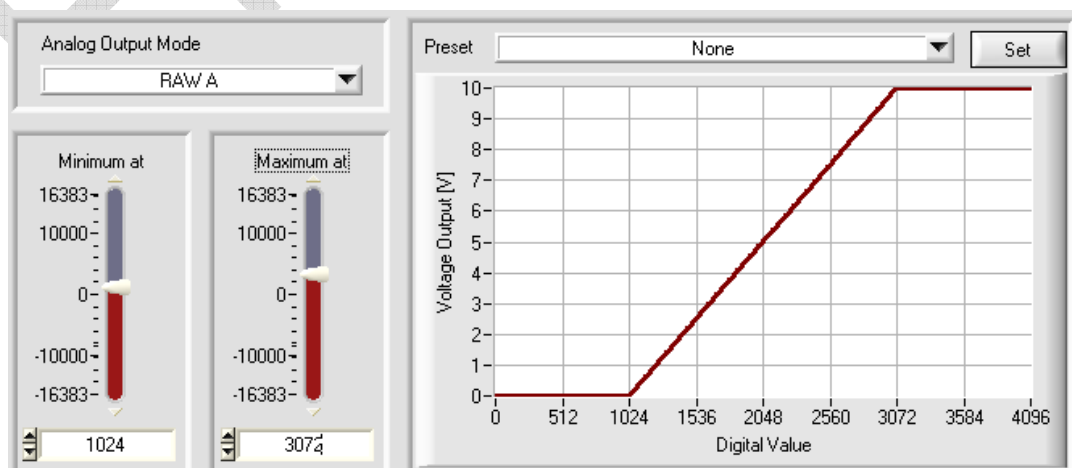 Analog Output Mode
RAW A
Minimum at
16383
10000
0
-10000
-16383
1024
Maximum at
16383
10000
0
-10000
-16383
3072
Preset
None
Set
Voltage Output [V]
10
9
8
7
6
5
4
3
2
1
0
0 512 1024 1536 2048 2560 3072 3584 4096
Digital Value